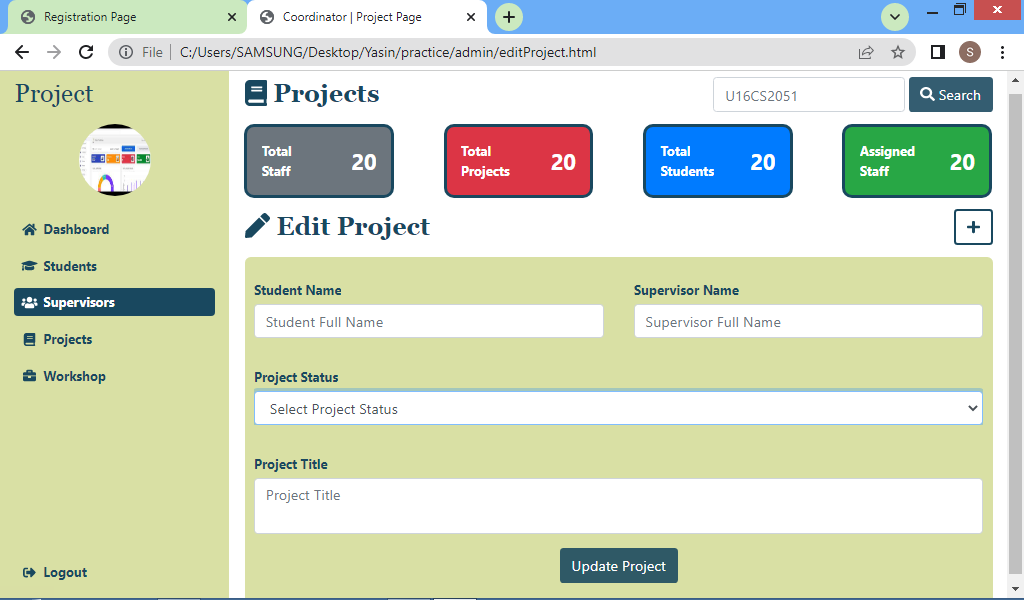 Registration Page
Coordinator | Project Page
File C:/Users/SAMSUNG/Desktop/Yasin/practice/admin/editProject.html
S
Project
Projects
U16CS2051
Search
Total Staff 20
Total Projects 20
Total Students 20
Assigned Staff 20
Dashboard
Students
Supervisors
Projects
Workshop
Logout
Edit Project
Student Name
Student Full Name
Supervisor Name
Supervisor Full Name
Project Status
Select Project Status
Project Title
Project Title
Update Project